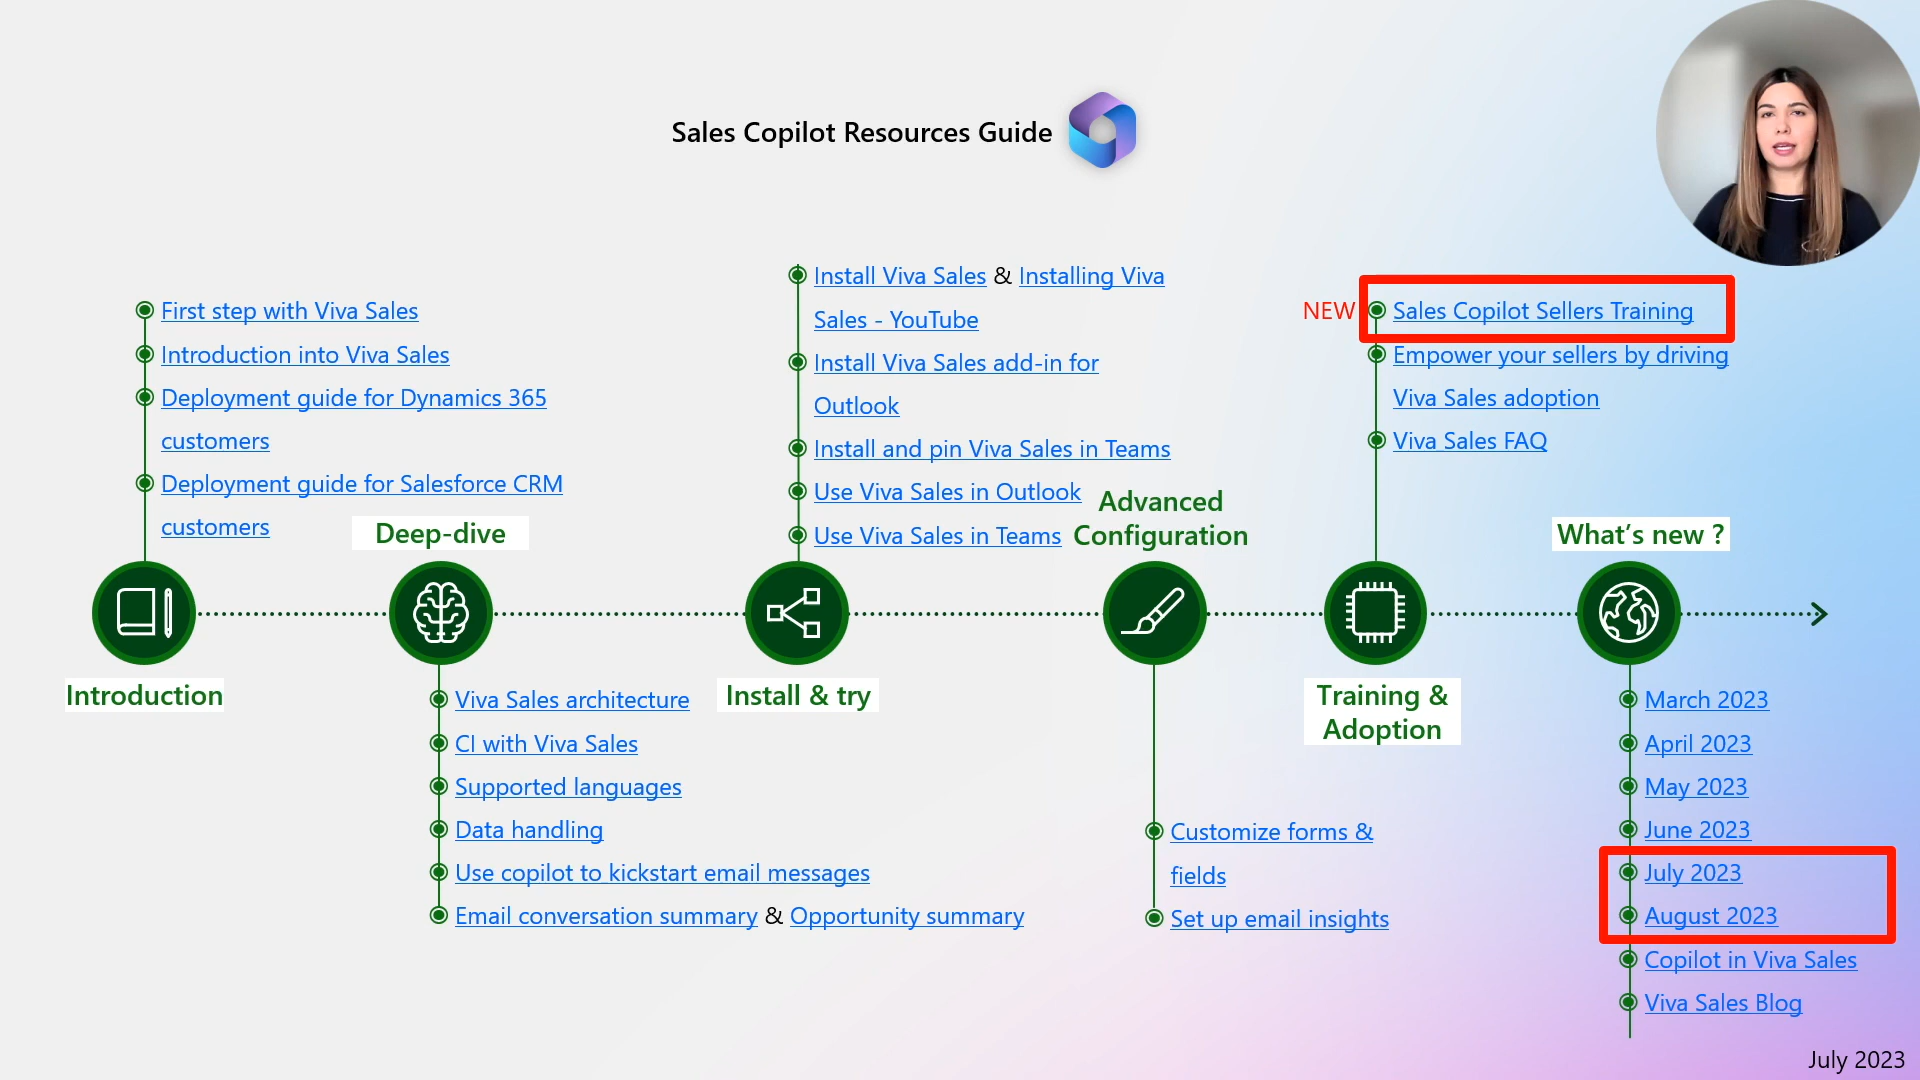 Sales Copilot Resources Guide
First step with Viva Sales
Introduction into Viva Sales
Deployment guide for Dynamics 365
customers
Deployment guide for Salesforce CRM
customers
Introduction
Deep-dive
Viva Sales architecture
CI with Viva Sales
Supported languages
Data handling
Use copilot to kickstart email messages
Email conversation summary & Opportunity summary
Install Viva Sales & Installing Viva
Sales - YouTube
Install Viva Sales add-in for
Outlook
Install and pin Viva Sales in Teams
Use Viva Sales in Outlook
Use Viva Sales in Teams
Install & try
Advanced
Configuration
Customize forms &
fields
Set up email insights
NEW Sales Copilot Sellers Training
Empower your sellers by driving
Viva Sales adoption
Viva Sales FAQ
Training &
Adoption
What's new ?
March 2023
April 2023
May 2023
June 2023
July 2023
August 2023
Copilot in Viva Sales
Viva Sales Blog
July 2023